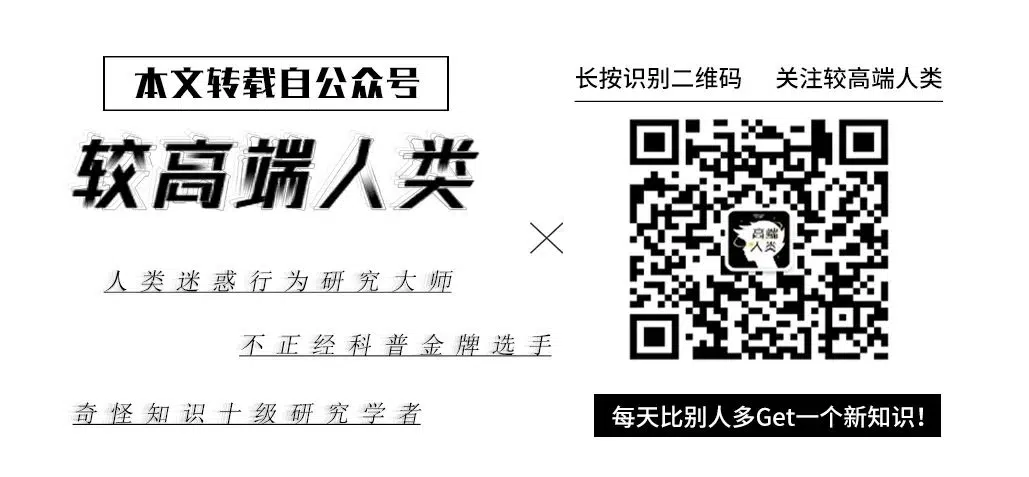 本文转载自公众号
较高端人类
人类迷惑行为研究大师
不正经科普金牌选手
奇怪知识十级研究学者
长按识别二维码 关注较高端人类
高端
人类
每天比别人多Get一个新知识！